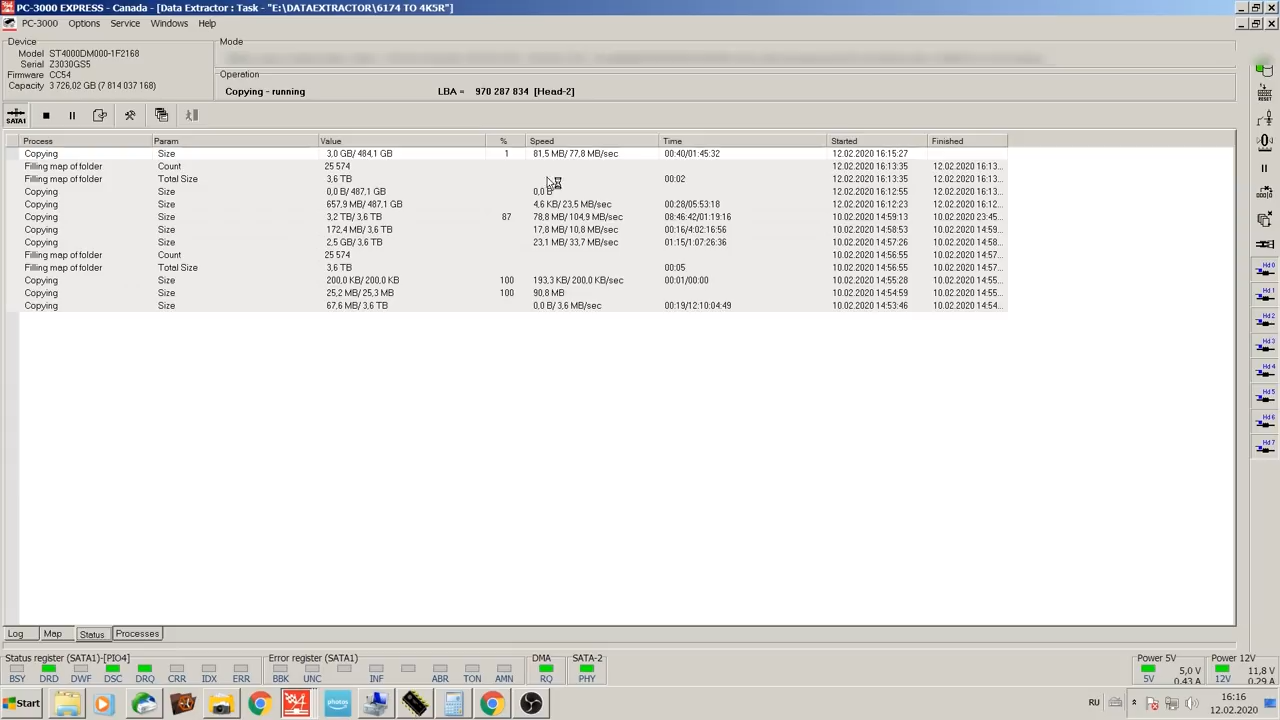 PC-3000 EXPRESS - Canada - [Data Extractor : Task - "E:\DATAEXTRACTOR\6174 TO 4K5R"]
PC-3000 Options Service Windows Help
Device
Model ST4000DM000-1F2168
Serial Z3030GS5
Firmware CC54
Capacity 3 726,02 GB (7 814 037 168)
Mode
Operation
Copying - running LBA = 970 287 834 [Head-2]
SATA1
Process Param Value % Speed Time Started Finished
Copying Size 3,0 GB/ 484,1 GB 1 81,5 MB/ 77,8 MB/sec 00:40/01:45:32 12.02.2020 16:15:27
Filling map of folder Count 25 574 12.02.2020 16:13:35 12.02.2020 16:13...
Filling map of folder Total Size 3,6 TB 00:02 12.02.2020 16:13:35 12.02.2020 16:13...
Copying Size 0,0 B/ 487,1 GB 0,0 B 12.02.2020 16:12:55 12.02.2020 16:12...
Copying Size 657,9 MB/ 487,1 GB 4,6 KB/ 23,5 MB/sec 00:28/05:53:18 12.02.2020 16:12:23 12.02.2020 16:12...
Copying Size 3,2 TB/ 3,6 TB 87 78,8 MB/ 104,9 MB/sec 08:46:42/01:19:16 10.02.2020 14:59:13 10.02.2020 23:45...
Copying Size 172,4 MB/ 3,6 TB 17,8 MB/ 10,8 MB/sec 00:16/4:02:16:56 10.02.2020 14:58:53 10.02.2020 14:59...
Copying Size 2,5 GB/ 3,6 TB 23,1 MB/ 33,7 MB/sec 01:15/1:07:26:36 10.02.2020 14:57:26 10.02.2020 14:58...
Filling map of folder Count 25 574 10.02.2020 14:56:55 10.02.2020 14:57...
Filling map of folder Total Size 3,6 TB 00:05 10.02.2020 14:56:55 10.02.2020 14:57...
Copying Size 200,0 KB/ 200,0 KB 100 193,3 KB/ 200,0 KB/sec 00:01/00:00 10.02.2020 14:55:28 10.02.2020 14:55...
Copying Size 25,2 MB/ 25,3 MB 100 90,8 MB 10.02.2020 14:54:59 10.02.2020 14:55...
Copying Size 67,6 MB/ 3,6 TB 0,0 B/ 3,6 MB/sec 00:19/12:10:04:49 10.02.2020 14:53:46 10.02.2020 14:54...
RESET
Hd 0
Hd 1
Hd 2
Hd 3
Hd 4
Hd 5
Hd 6
Hd 7
Log Map Status Processes
Status register (SATA1)-[PIO4] Error register (SATA1) DMA SATA-2 Power 5V Power 12V
BSY DRD DWF DSC DRQ CRR IDX ERR BBK UNC INF ABR TON AMN RQ PHY 5V 5,0 V 0,43 A 12V 11,8 V 0,29 A
Start photos RU 16:16
12.02.2020